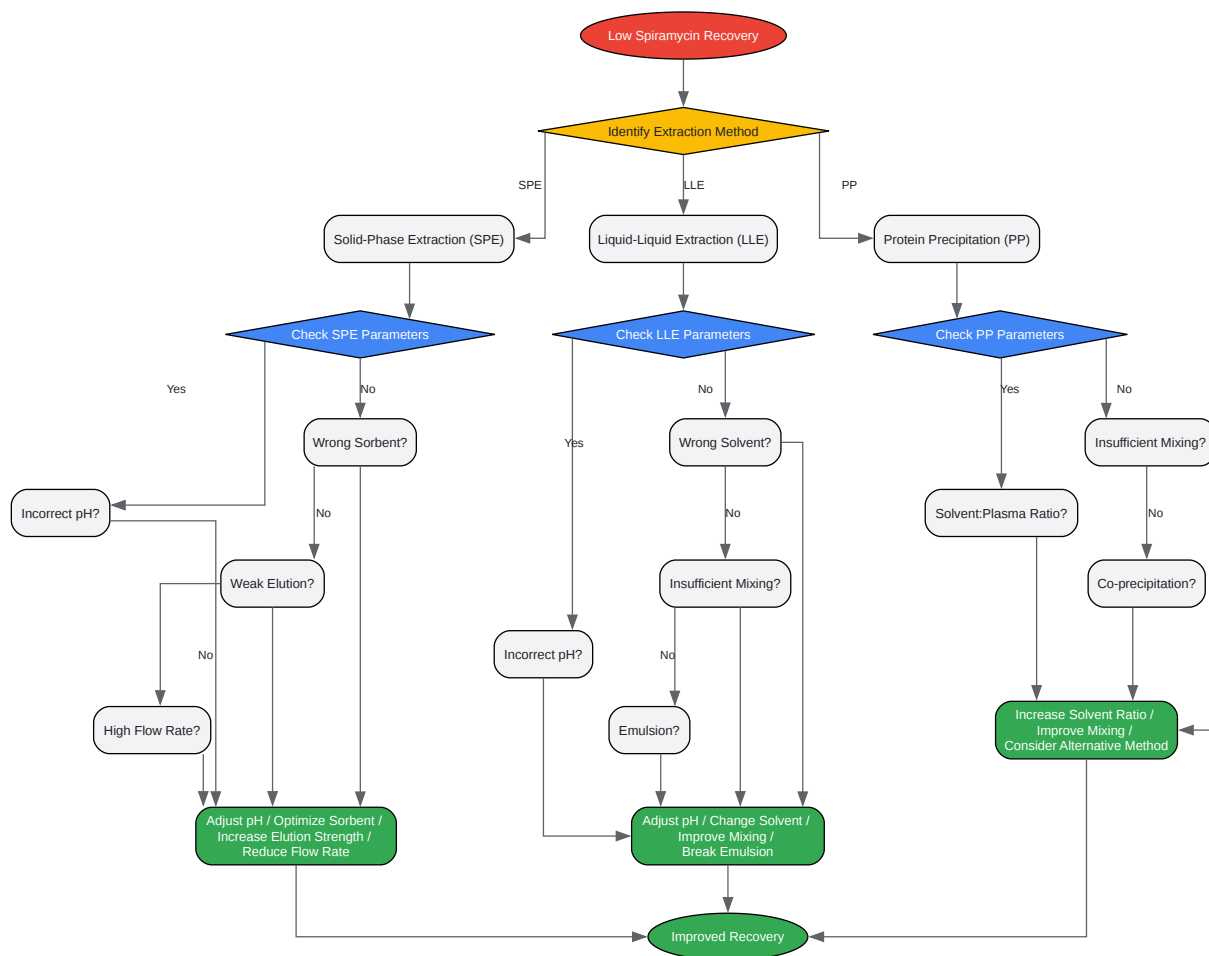 Low Spiramycin Recovery
Identify Extraction Method
SPE
LLE
PP
Solid-Phase Extraction (SPE)
Liquid-Liquid Extraction (LLE)
Protein Precipitation (PP)
Check SPE Parameters
Check LLE Parameters
Check PP Parameters
Yes
No
No
Yes
No
Wrong Sorbent?
Yes
Wrong Solvent?
Insufficient Mixing?
Incorrect pH?
No
No
Solvent:Plasma Ratio?
No
Weak Elution?
Insufficient Mixing?
Co-precipitation?
No
Incorrect pH?
No
High Flow Rate?
Emulsion?
Increase Solvent Ratio /
Improve Mixing /
Consider Alternative Method
Adjust pH / Optimize Sorbent /
Increase Elution Strength /
Reduce Flow Rate
Adjust pH / Change Solvent /
Improve Mixing /
Break Emulsion
Improved Recovery